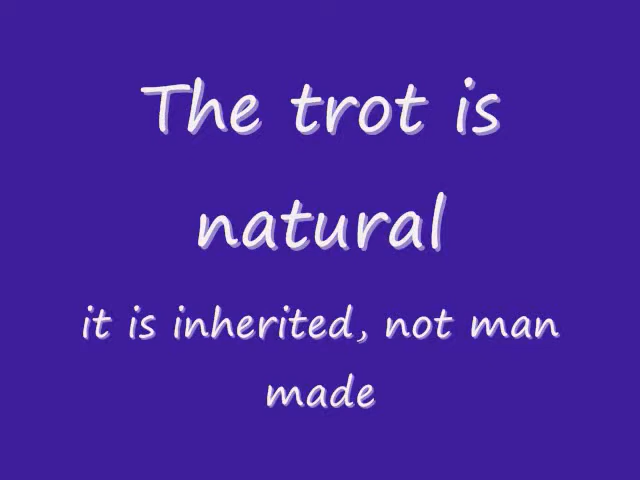 The trot is
natural
it is inherited, not man
made